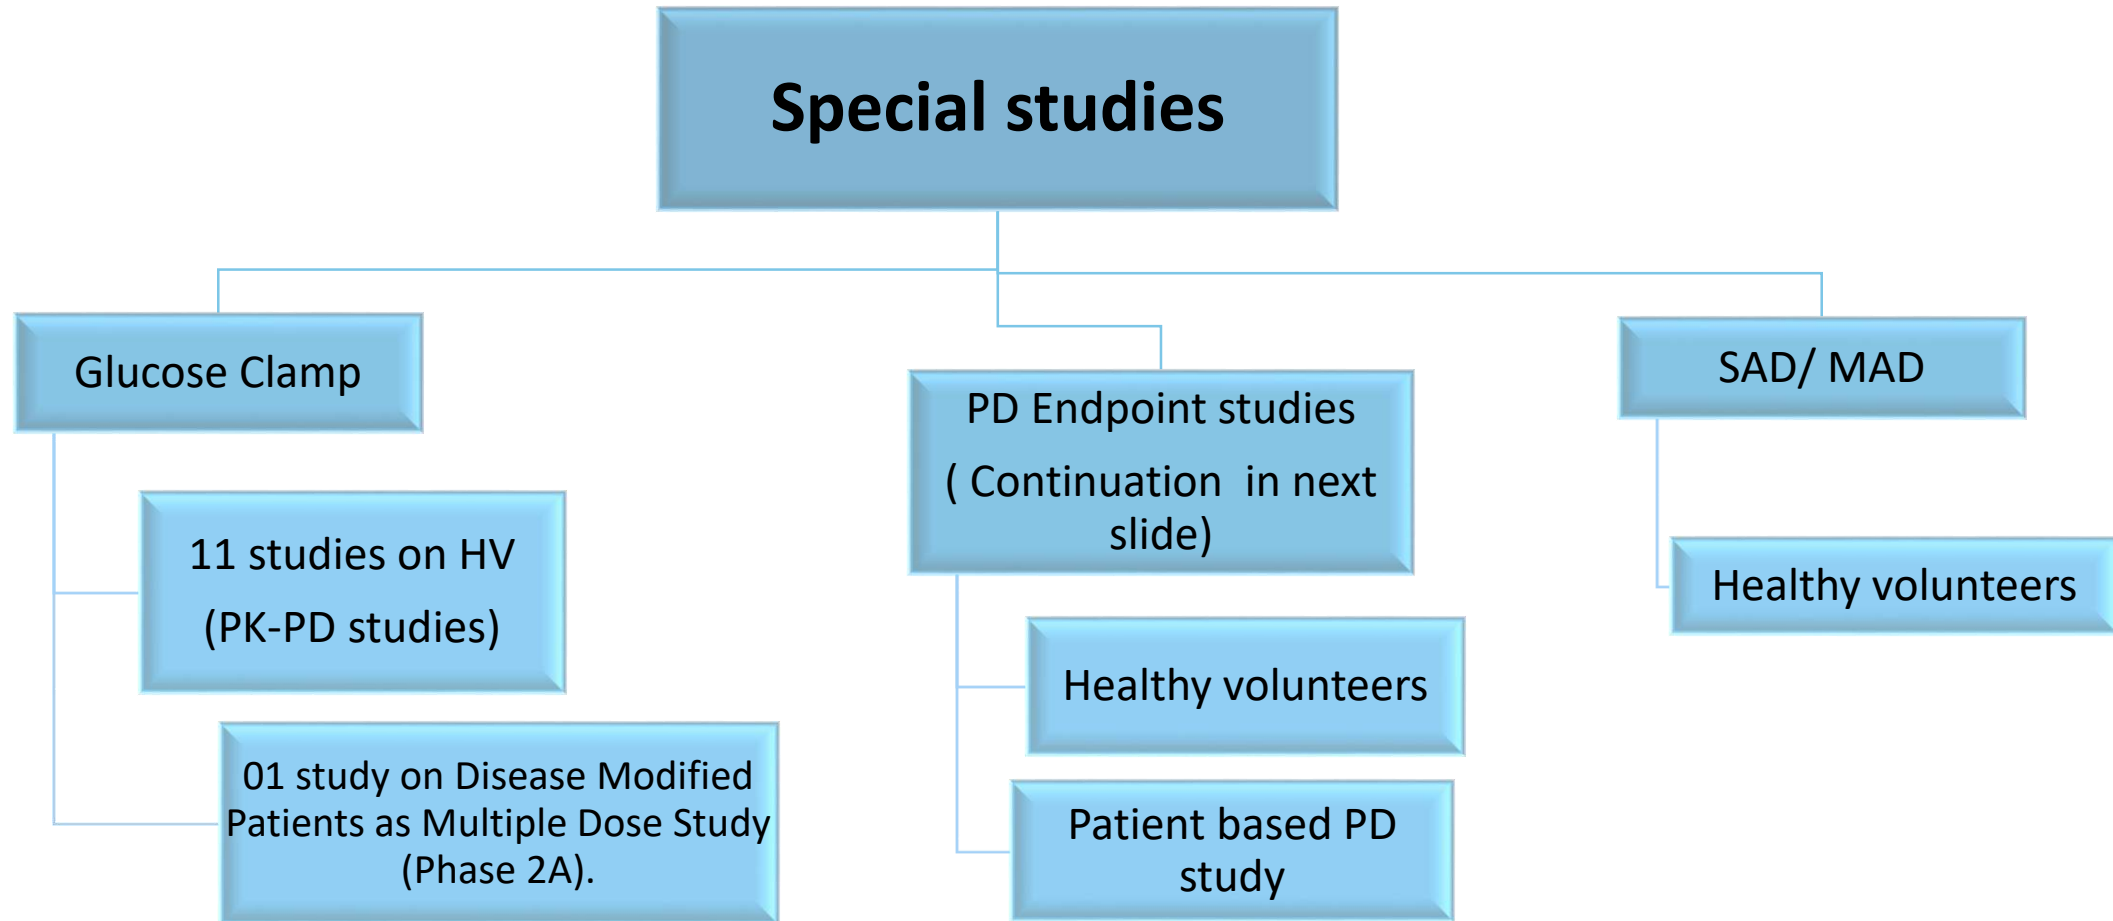 Special studies
Glucose Clamp
11 studies on HV
(PK-PD studies)
01 study on Disease Modified
Patients as Multiple Dose Study
(Phase 2A).
PD Endpoint studies
( Continuation in next
slide)
Healthy volunteers
Patient based PD
study
SAD/ MAD
Healthy volunteers